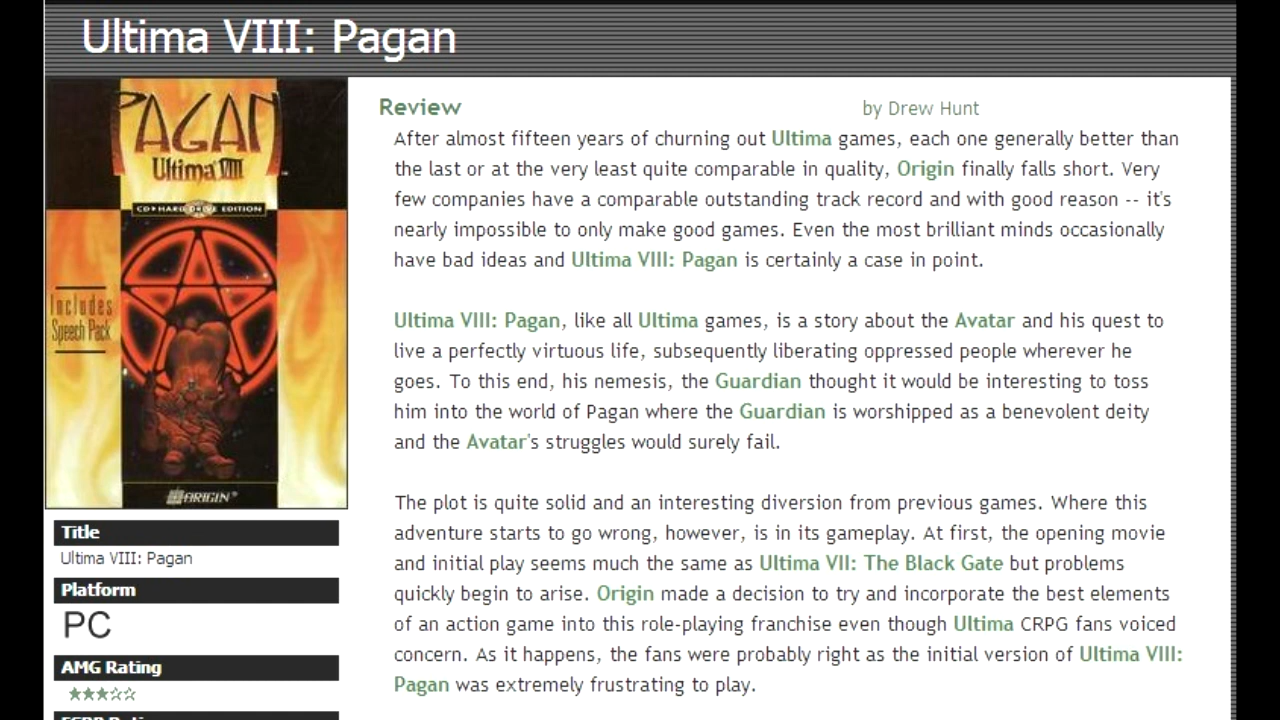 Ultima VIII: Pagan
PAGAN
Ultima VIII
CD HARD DRIVE EDITION
Includes
Speech Pack
ORIGIN
Title
Ultima VIII: Pagan
Platform
PC
AMG Rating
Review
by Drew
After almost fifteen years of churning out Ultima games, each one generally better than
the last or at the very least quite comparable in quality, Origin finally falls short. Very
few companies have a comparable outstanding with good reason -- it's
nearly impossible to only make good games. Even the most brilliant minds occasionally
have bad ideas and Ultima VIII: Pagan is certainly a case in point.
Ultima VIII: Pagan, like all Ultima games, is a story about the Avatar and his quest to
live a perfectly virtuous life, subsequently liberating oppressed people wherever he
goes. To this end, his nemesis, the Guardian thought it would be interesting to toss
him into the world of Pagan where the Guardian is worshipped as a benevolent deity
and the Avatar's struggles would surely fail.
The plot is quite solid and an interesting diversion from previous games. Where this
adventure starts to go wrong, however, is in its gameplay. At first, the opening movie
and initial play seems much the same as Ultima VII: The Black Gate but problems
quickly begin to arise. Origin made a decision to try and incorporate the best elements
of an action game into the role-playing franchise even though Ultima CRPG fans voiced
concern. As it happens, the fans were probably right as the initial version of Ultima VIII:
Pagan was extremely frustrating to play.